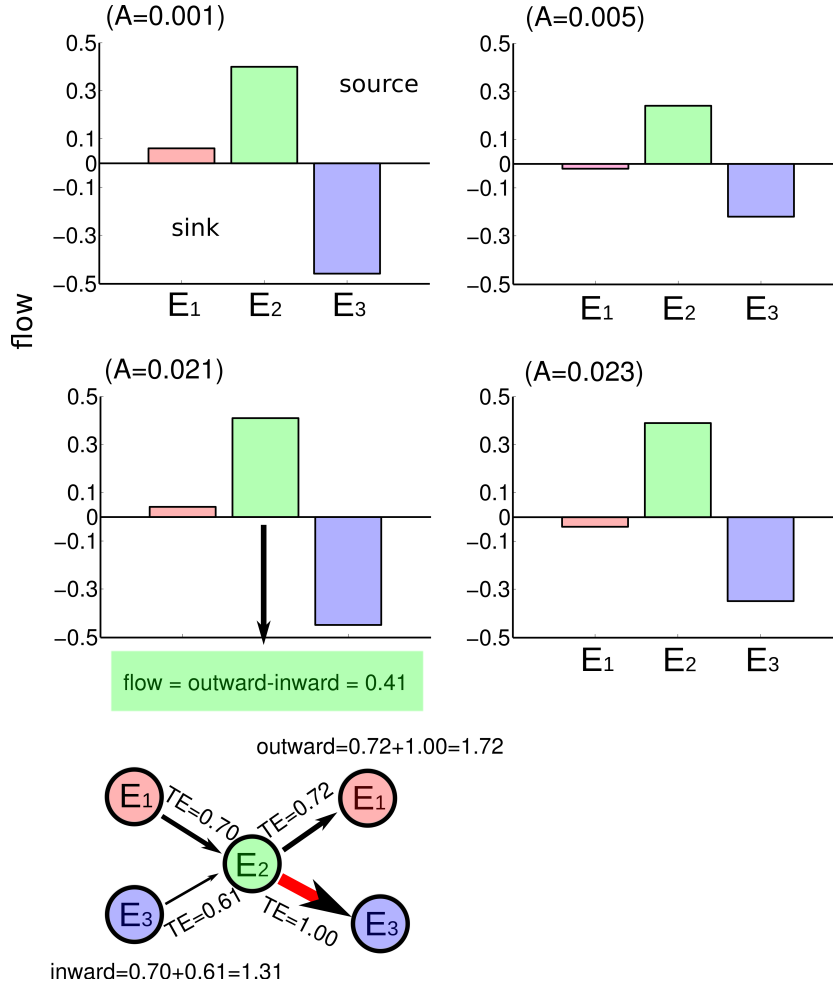 (A=0.001)
0.5
0.3
0.1
0
−0.1
−0.3
−0.5
source
sink
E1 E2 E3
(A=0.005)
0.5
0.3
0.1
0
−0.1
−0.3
−0.5
E1 E2 E3
flow
(A=0.021)
0.5
0.3
0.1
0
−0.1
−0.3
−0.5
(A=0.023)
0.5
0.3
0.1
0
−0.1
−0.3
−0.5
E1 E2 E3
flow = outward-inward = 0.41
outward=0.72+1.00=1.72
E1
TE=0.70
TE=0.72
E1
E2
E3
TE=0.61
TE=1.00
E3
inward=0.70+0.61=1.31